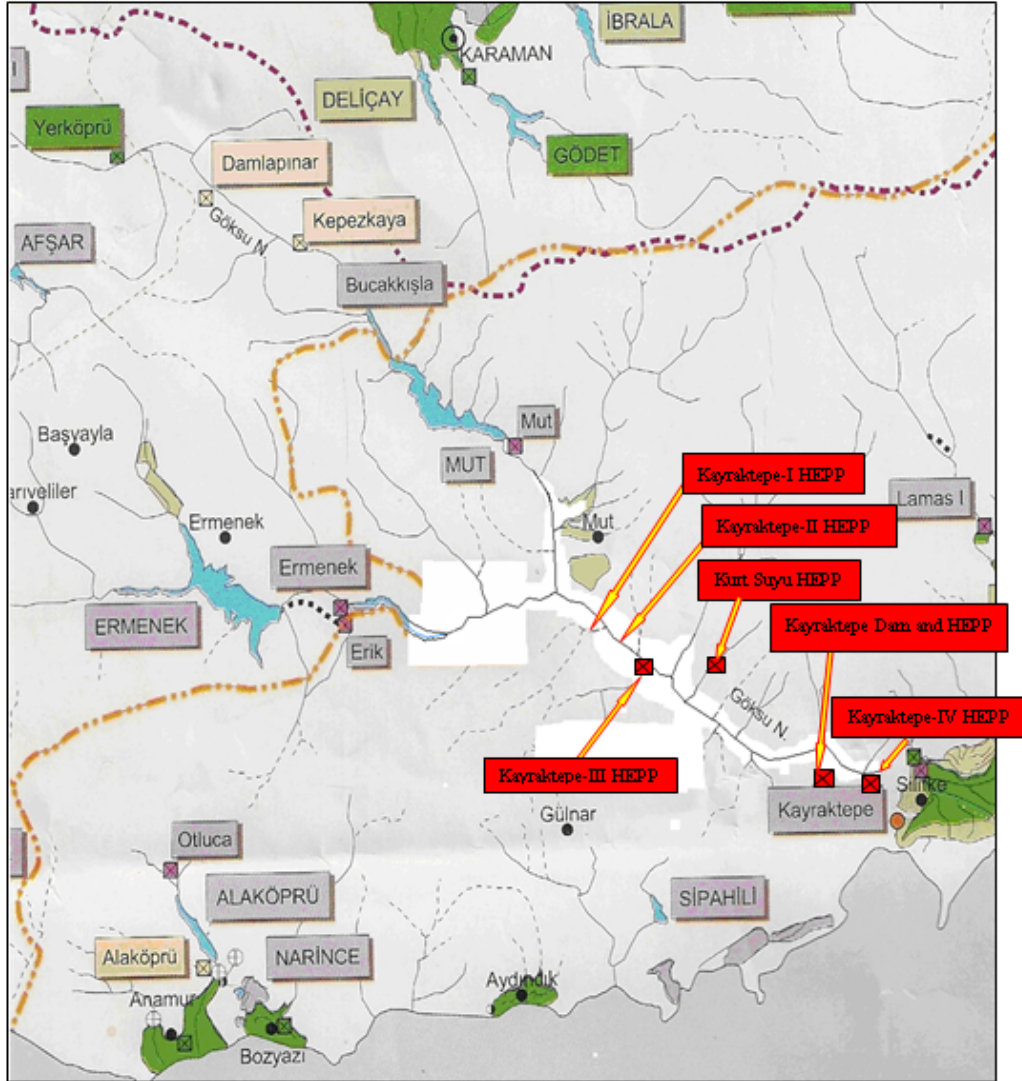 İBRALA
KARAMAN
DELİÇAY
Yerköprü
GÖDET
Damlapınar
Kepezkaya
Göksu N.
AFŞAR
Bucakkışla
Mut
MUT
Başyayla
Kayraktepe-I HEPP
Lamas I
arıveliler
Ermenek
Mut
Kayraktepe-II HEPP
Ermenek
Kurt Suyu HEPP
ERMENEK
Erik
Kayraktepe Dam and HEPP
Göksu N.
Kayraktepe-IV HEPP
Kayraktepe-III HEPP
Silifke
Kayraktepe
Gülnar
Otluca
ALAKÖPRÜ
SİPAHİLİ
Alaköprü
NARİNCE
Aydıncık
Anamur
Bozyazı